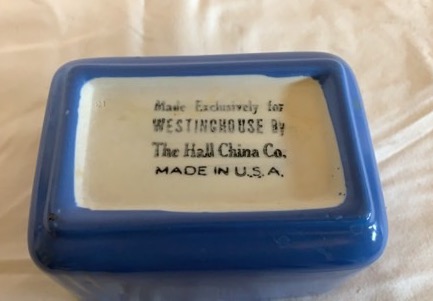 Made Exclusively for
WESTINGHOUSE By
The Hall China Co.
MADE IN U.S.A.